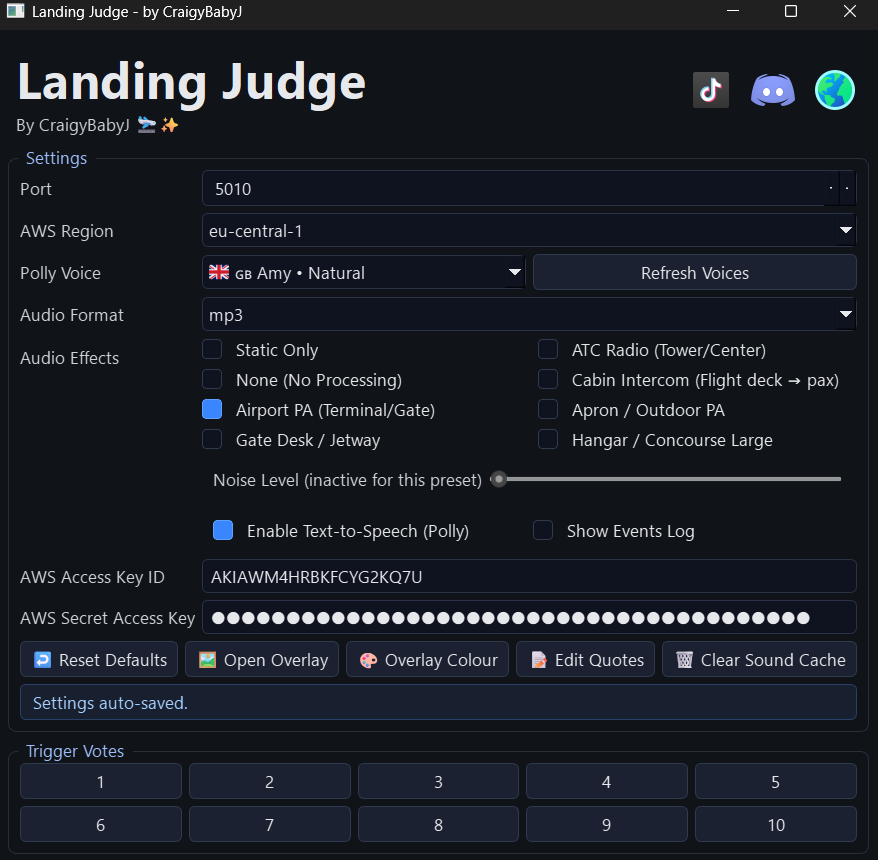 Landing Judge - by CraigyBabyJ
Landing Judge
By CraigyBabyJ 🛬✨
Settings
Port 5010
AWS Region eu-central-1
Polly Voice 🇬🇧 GB Amy • Natural Refresh Voices
Audio Format mp3
Audio Effects Static Only ATC Radio (Tower/Center)
None (No Processing) Cabin Intercom (Flight deck → pax)
Airport PA (Terminal/Gate) Apron / Outdoor PA
Gate Desk / Jetway Hangar / Concourse Large
Noise Level (inactive for this preset)
Enable Text-to-Speech (Polly) Show Events Log
AWS Access Key ID AKIAWM4HRBKFCYG2KQ7U
AWS Secret Access Key ●●●●●●●●●●●●●●●●●●●●●●●●●●●●●●●●●●●●●●●●
Reset Defaults Open Overlay Overlay Colour Edit Quotes Clear Sound Cache
Settings auto-saved.
Trigger Votes
1 2 3 4 5
6 7 8 9 10